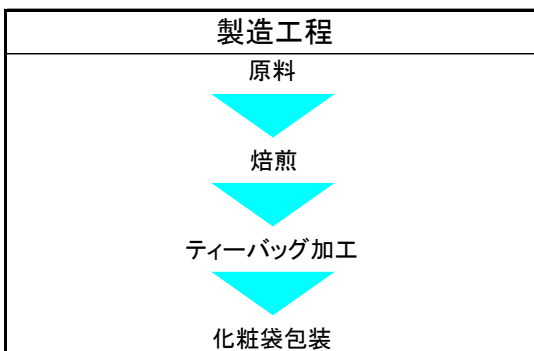 製造工程
原料
焙煎
ティーバッグ加工
化粧袋包装